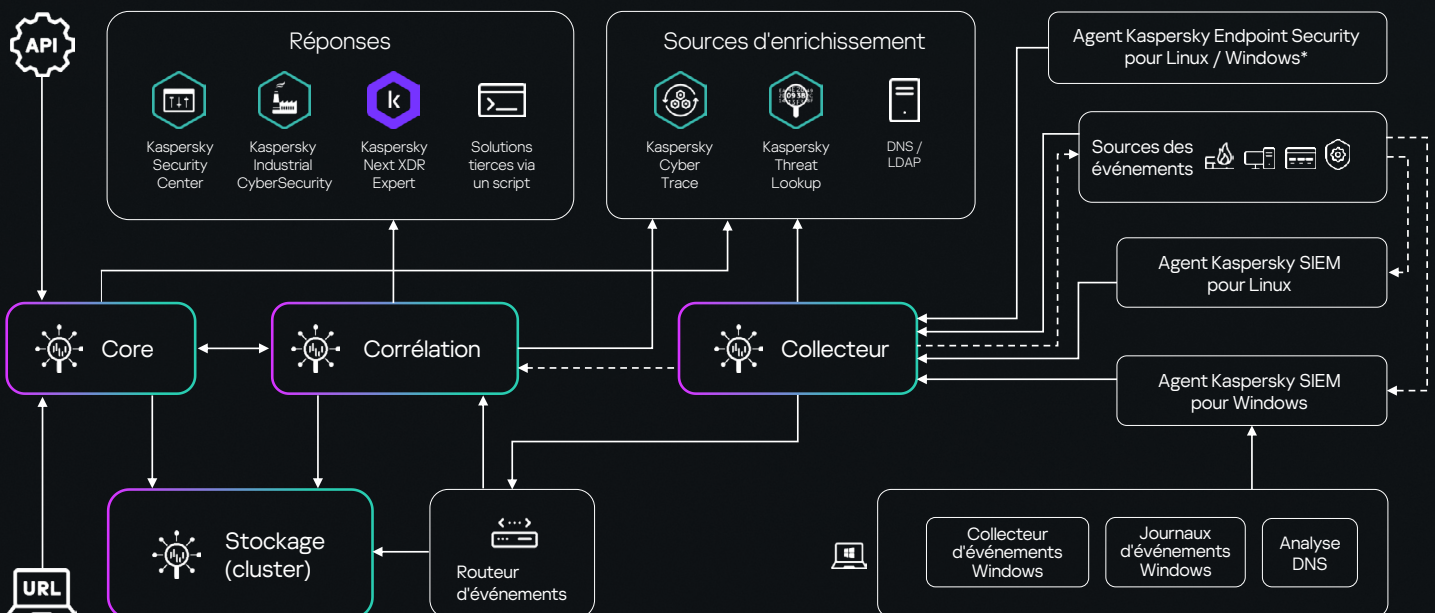 API
Réponses
Kaspersky
Security
Center
Kaspersky
Industrial
CyberSecurity
k
Kaspersky
Next XDR
Expert
Solutions
tierces via
un script
Sources d'enrichissement
Kaspersky
Cyber
Trace
Kaspersky
Threat
Lookup
DNS /
LDAP
Agent Kaspersky Endpoint Security
pour Linux / Windows*
Sources des
événements
Agent Kaspersky SIEM
pour Linux
Core
Corrélation
Collecteur
Agent Kaspersky SIEM
pour Windows
Stockage
(cluster)
Routeur
d'événements
Collecteur
d'événements
Windows
Journaux
d'événements
Windows
Analyse
DNS
URL